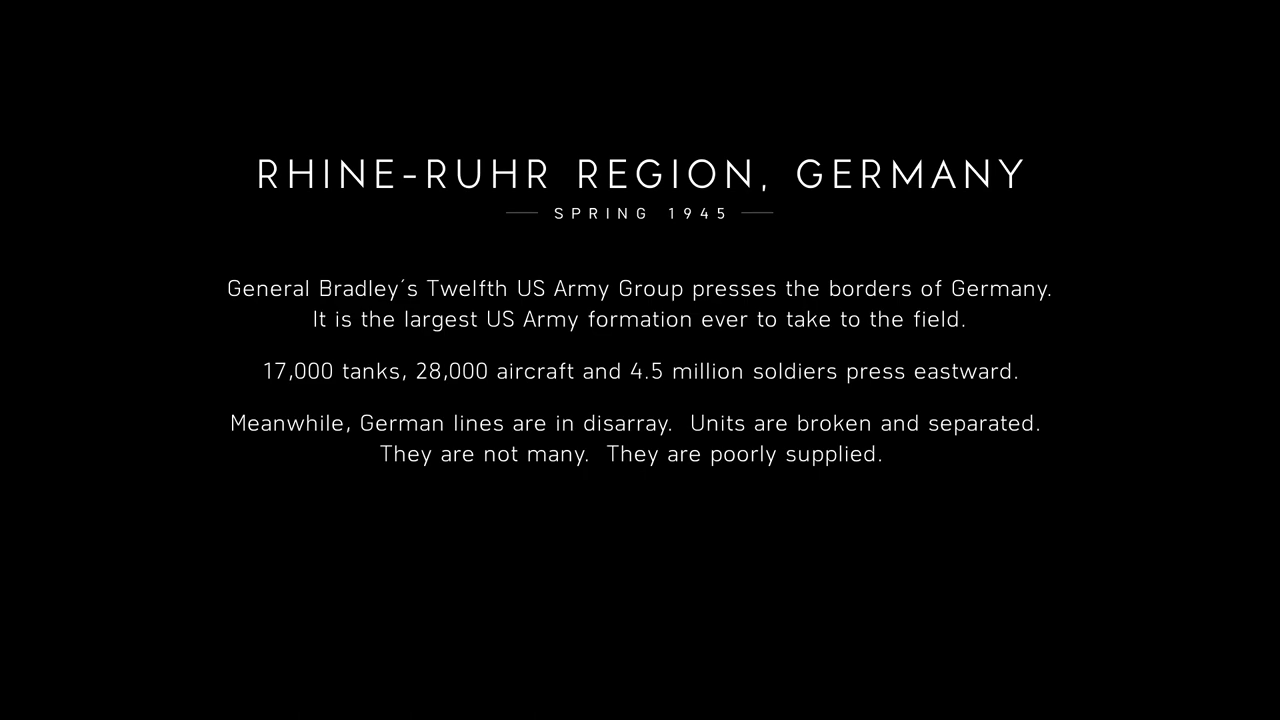 RHINE-RUHR REGION, GERMANY
SPRING 1945
General Bradley´s Twelfth US Army Group presses the borders of Germany.
It is the largest US Army formation ever to take to the field.
17,000 tanks, 28,000 aircraft and 4.5 million soldiers press eastward.
Meanwhile, German lines are in disarray.  Units are broken and separated.
They are not many.  They are poorly supplied.